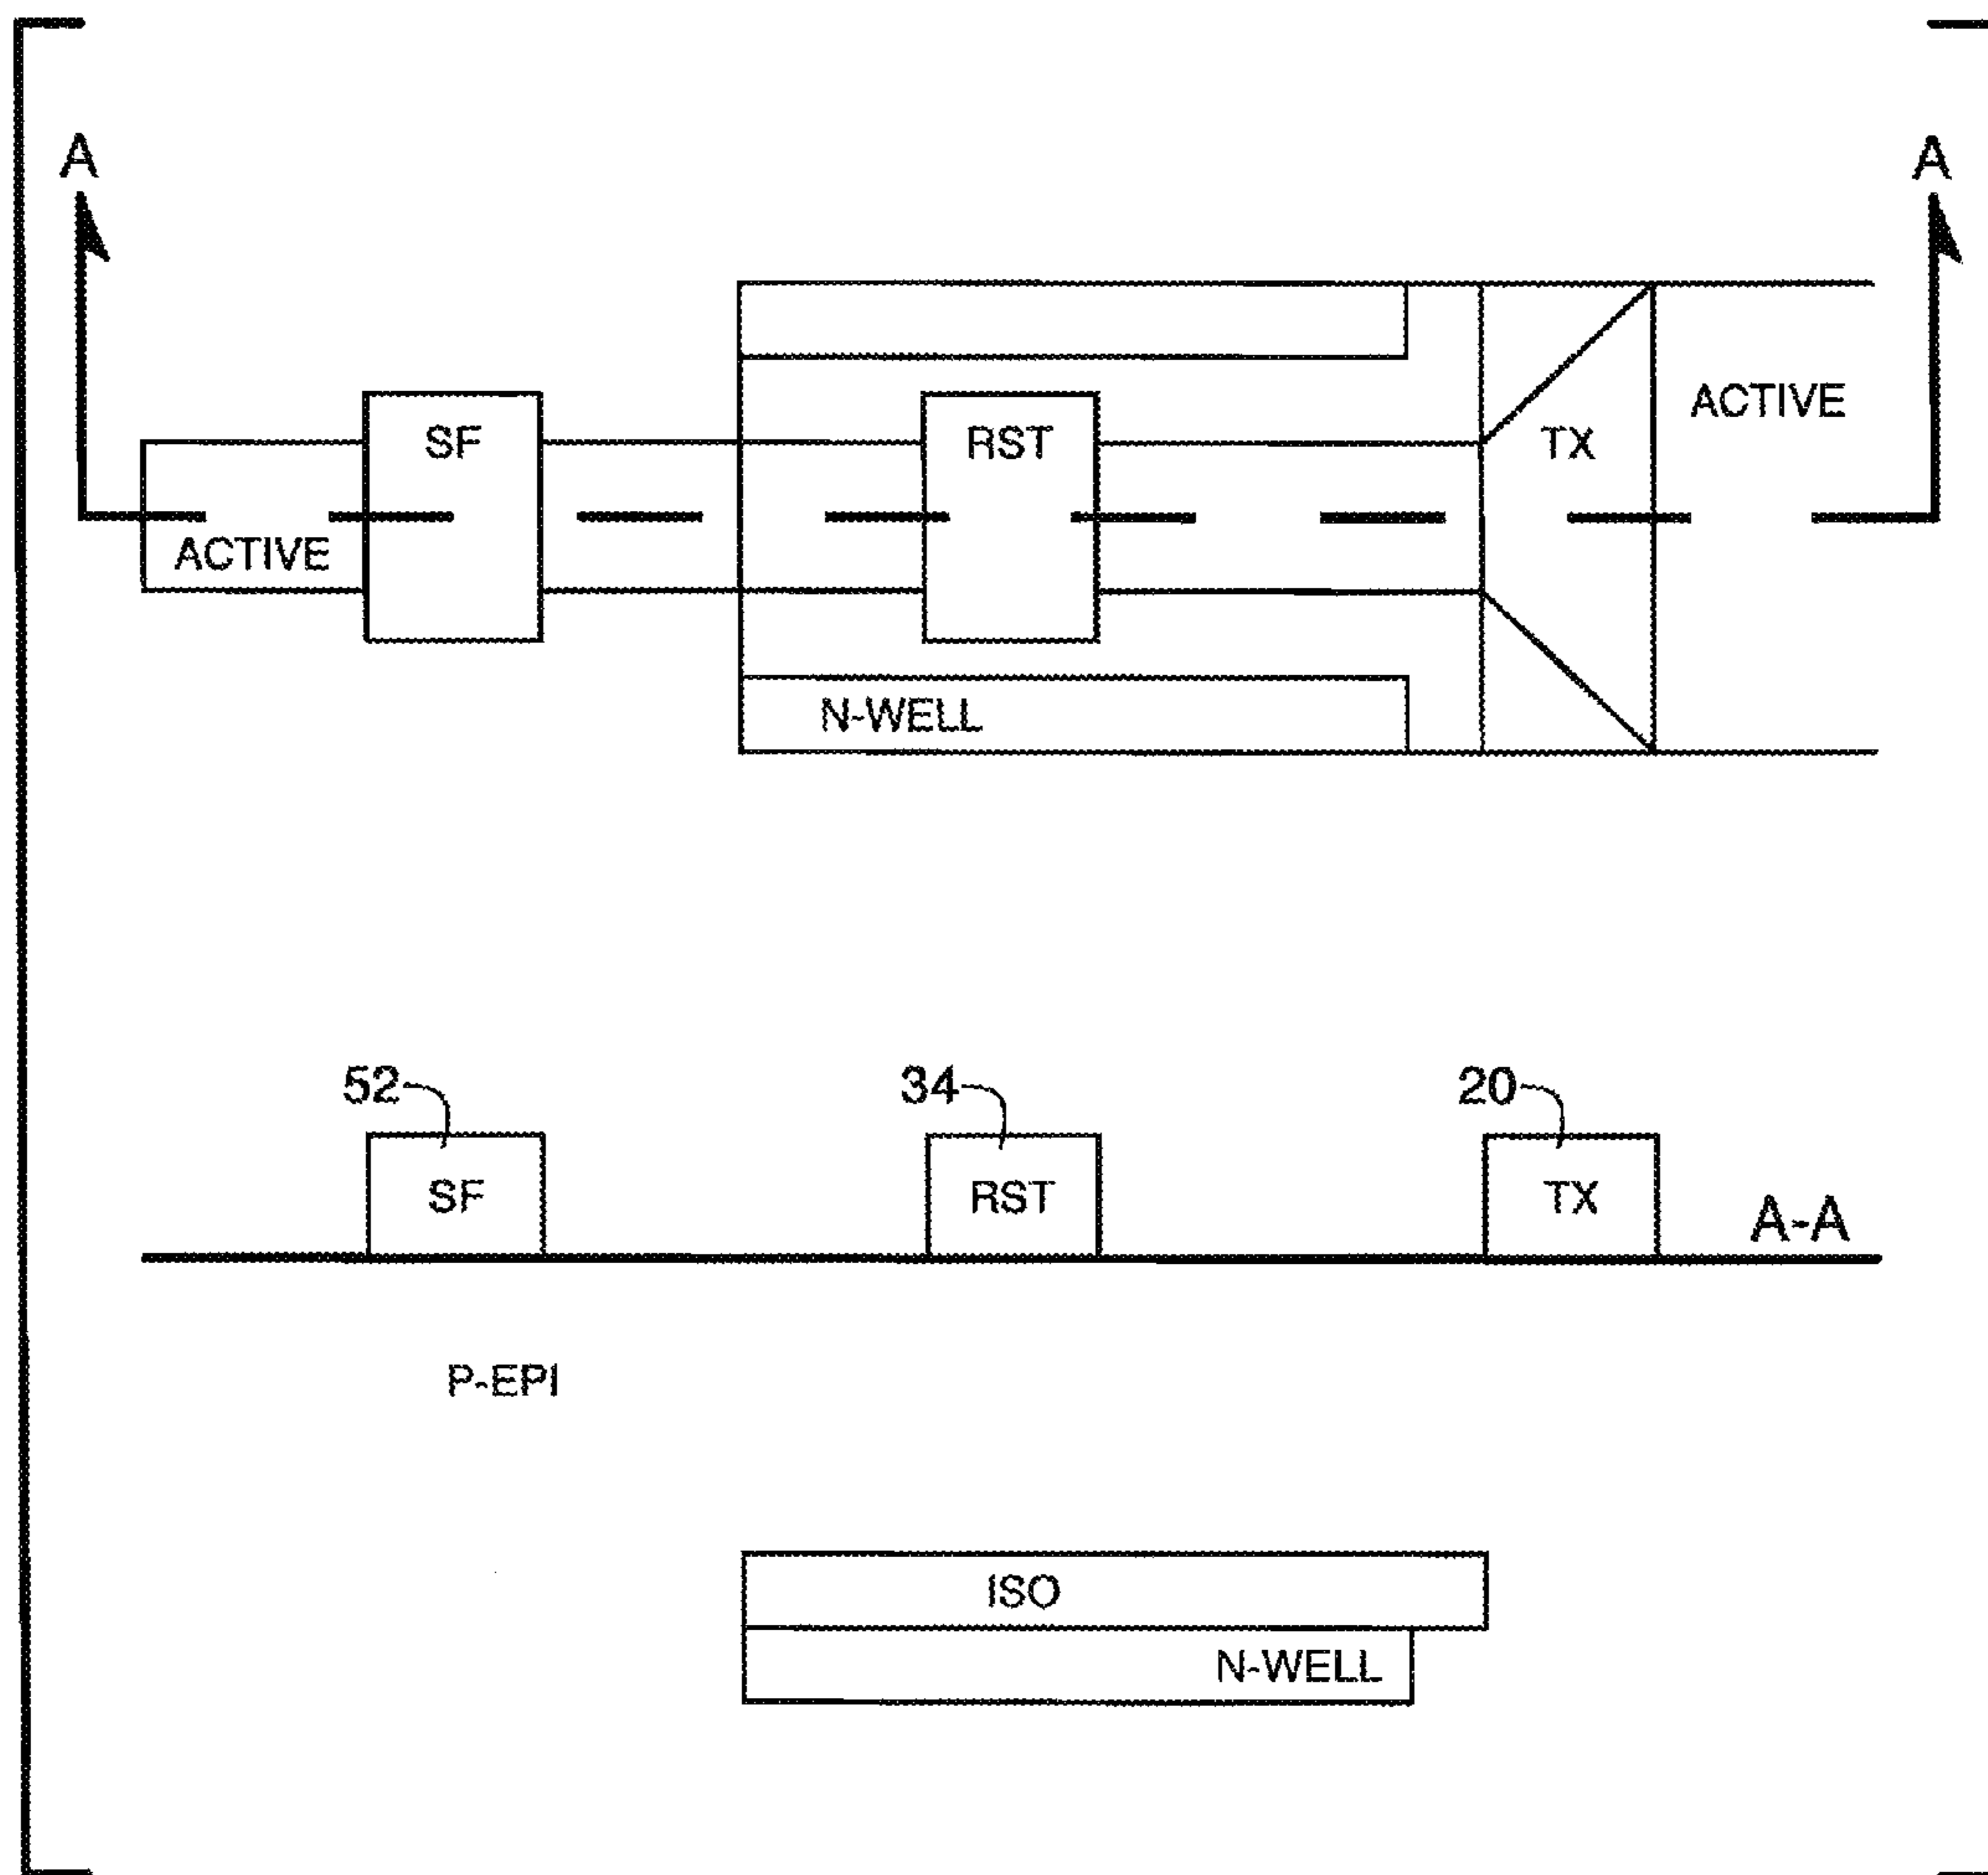 A A
ACTIVE
SF RST TX
ACTIVE
N-WELL
52 34 20
SF RST TX A-A
P-EPI
ISO
N-WELL